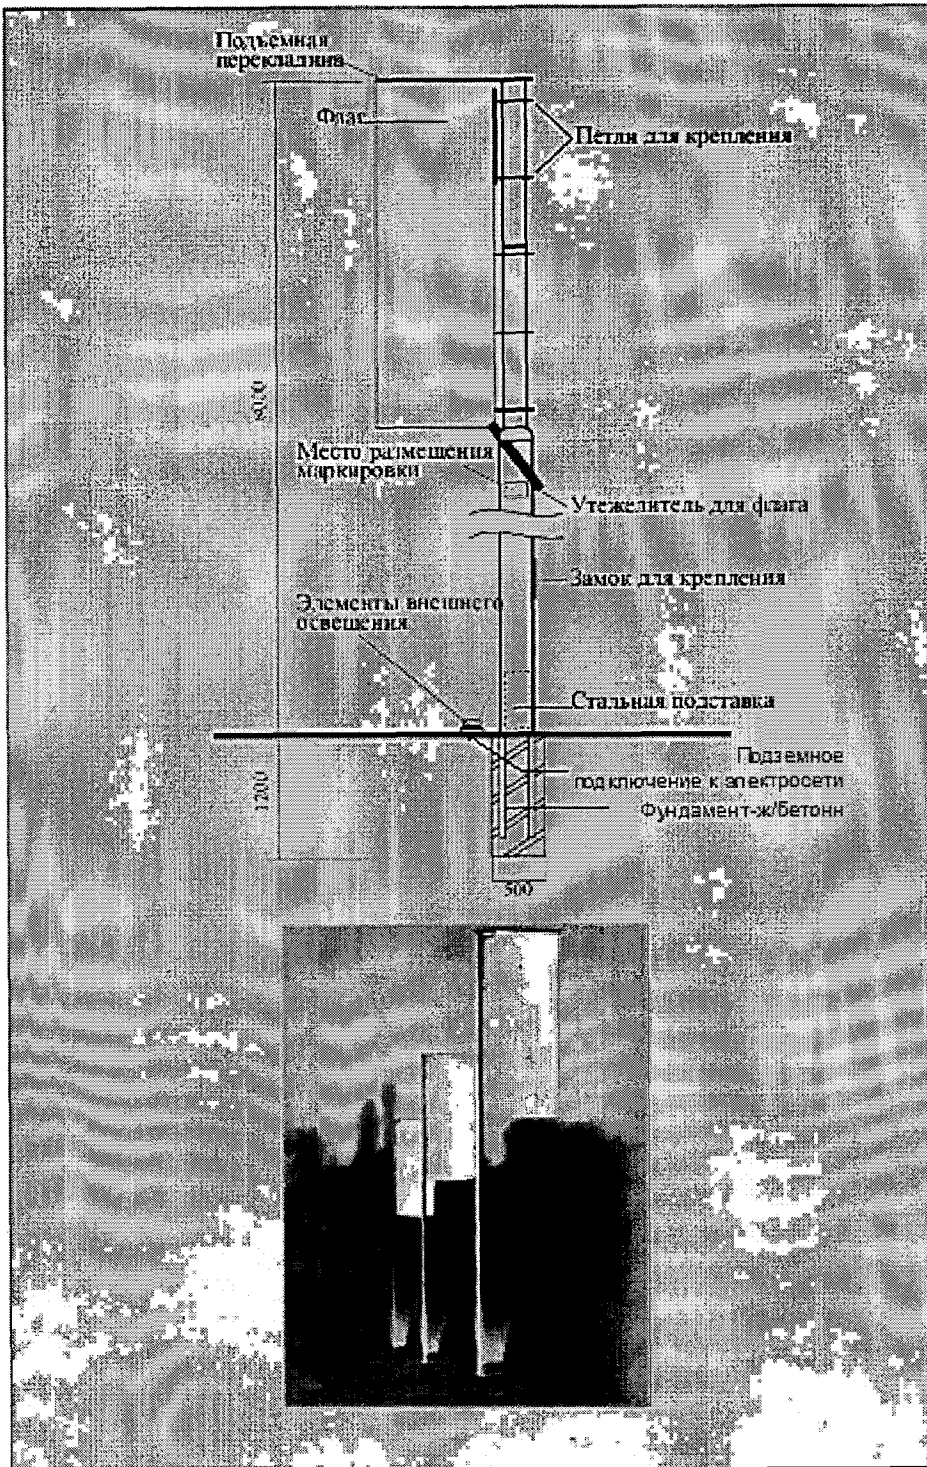 Подъемная
перекладина
Флаг
Петли для крепления
8000
Место размещения
маркировки
Утежелитель для флага
Замок для крепления
Элементы внешнего
освещения
Стальная подставка
Подземное
подключение к электросети
Фундамент-ж/бетонн
1200
500